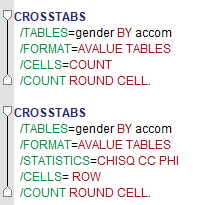 CROSSTABS
/TABLES=gender BY accom
/FORMAT=AVALUE TABLES
/CELLS=COUNT
/COUNT ROUND CELL.
CROSSTABS
/TABLES=gender BY accom
/FORMAT=AVALUE TABLES
/STATISTICS=CHISQ CC PHI
/CELLS= ROW
/COUNT ROUND CELL.